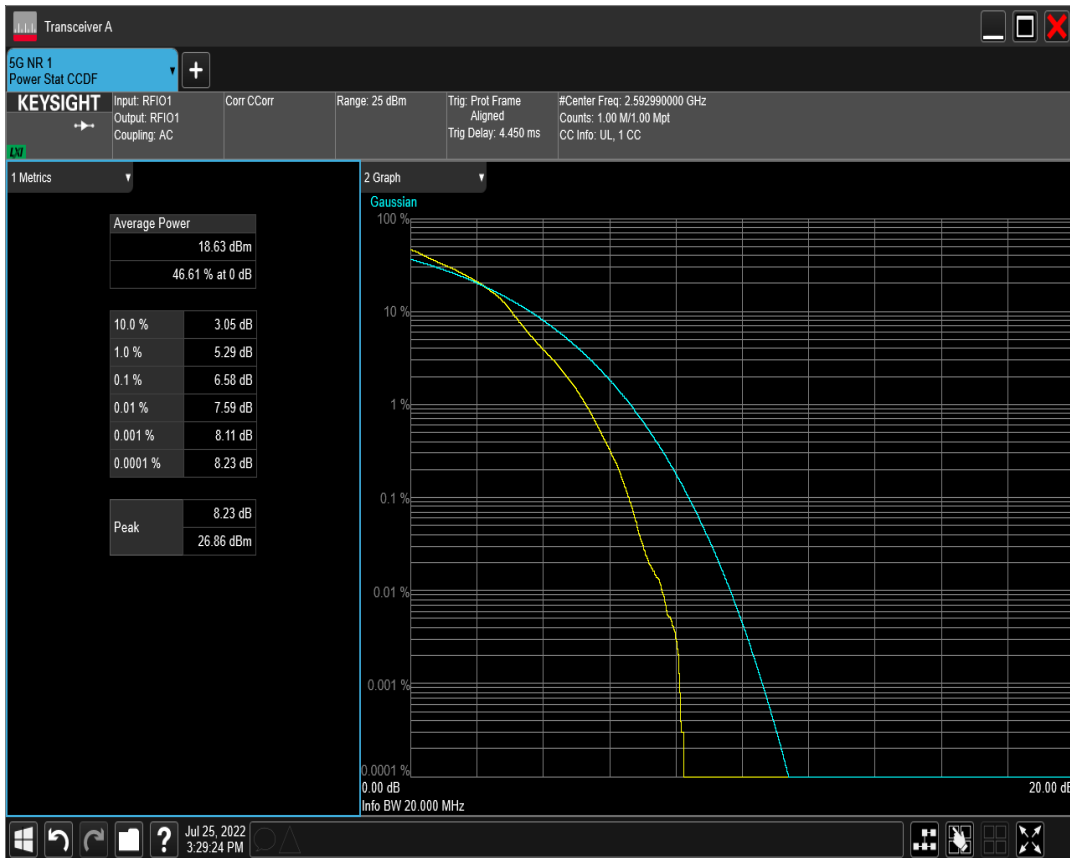 Transceiver A
5G NR 1
Power Stat CCDF
+
KEYSIGHT
LXI
Input: RFIO1
Output: RFIO1
Coupling: AC
Corr CCorr
Range: 25 dBm
Trig: Prot Frame
Aligned
Trig Delay: 4.450 ms
#Center Freq: 2.592990000 GHz
Counts: 1.00 M/1.00 Mpt
CC Info: UL, 1 CC
1 Metrics
Average Power
18.63 dBm
46.61 % at 0 dB
10.0 % 3.05 dB
1.0 % 5.29 dB
0.1 % 6.58 dB
0.01 % 7.59 dB
0.001 % 8.11 dB
0.0001 % 8.23 dB
Peak
8.23 dB
26.86 dBm
2 Graph
Gaussian
100 %
10 %
1 %
0.1 %
0.01 %
0.001 %
0.0001 %
0.00 dB 20.00 dB
Info BW 20.000 MHz
?
Jul 25, 2022
3:29:24 PM